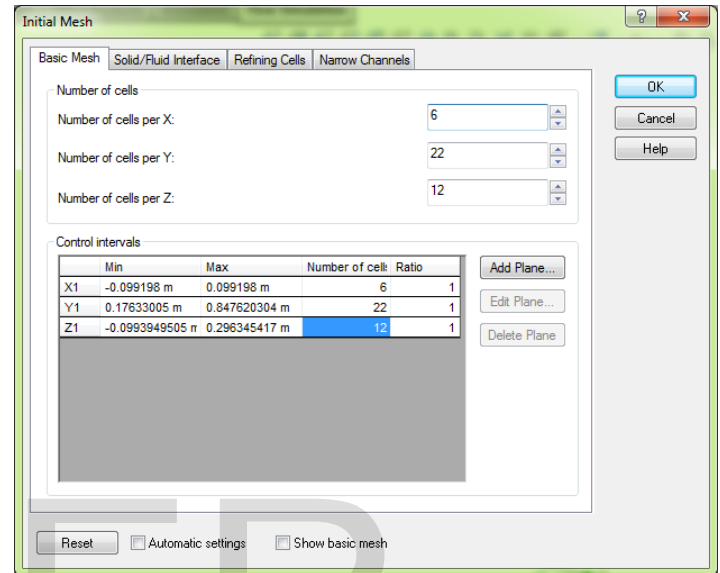 Initial Mesh
Basic Mesh Solid/Fluid Interface Refining Cells Narrow Channels
OK
Cancel
Help
Number of cells
Number of cells per X: 6
Number of cells per Y: 22
Number of cells per Z: 12
Control intervals
Min Max Number of cell Ratio
X1 -0.099198 m 0.099198 m 6 1
Y1 0.17633005 m 0.847620304 m 22 1
Z1 -0.0993949505 m 0.296345417 m 12 1
Add Plane...
Edit Plane...
Delete Plane
Reset Automatic settings Show basic mesh